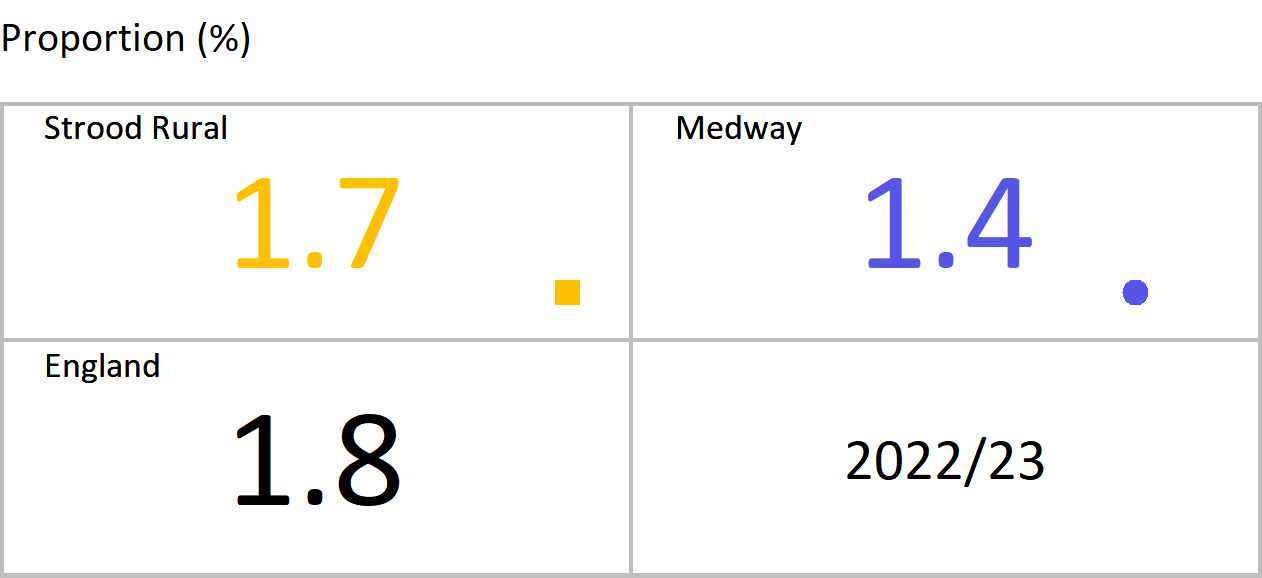 Proportion (%)
Strood Rural
1.7
Medway
1.4
England
1.8
2022/23